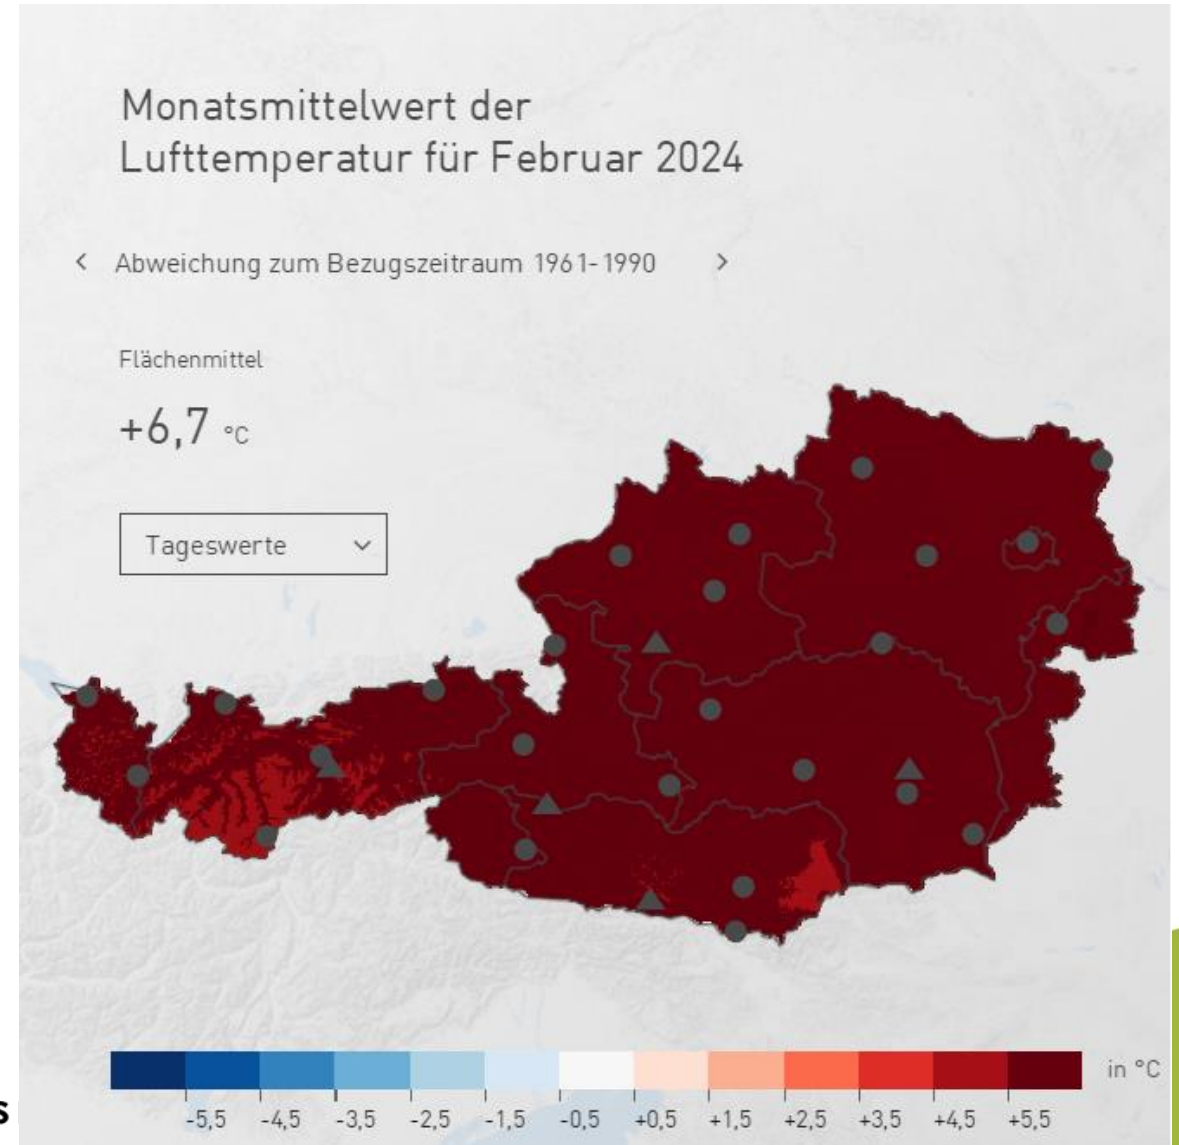 Monatsmittelwert der
Lufttemperatur für Februar 2024
< Abweichung zum Bezugszeitraum 1961-1990 >
Flächenmittel
+6,7 °C
Tageswerte
in °C
-5,5 -4,5 -3,5 -2,5 -1,5 -0,5 +0,5 +1,5 +2,5 +3,5 +4,5 +5,5
s